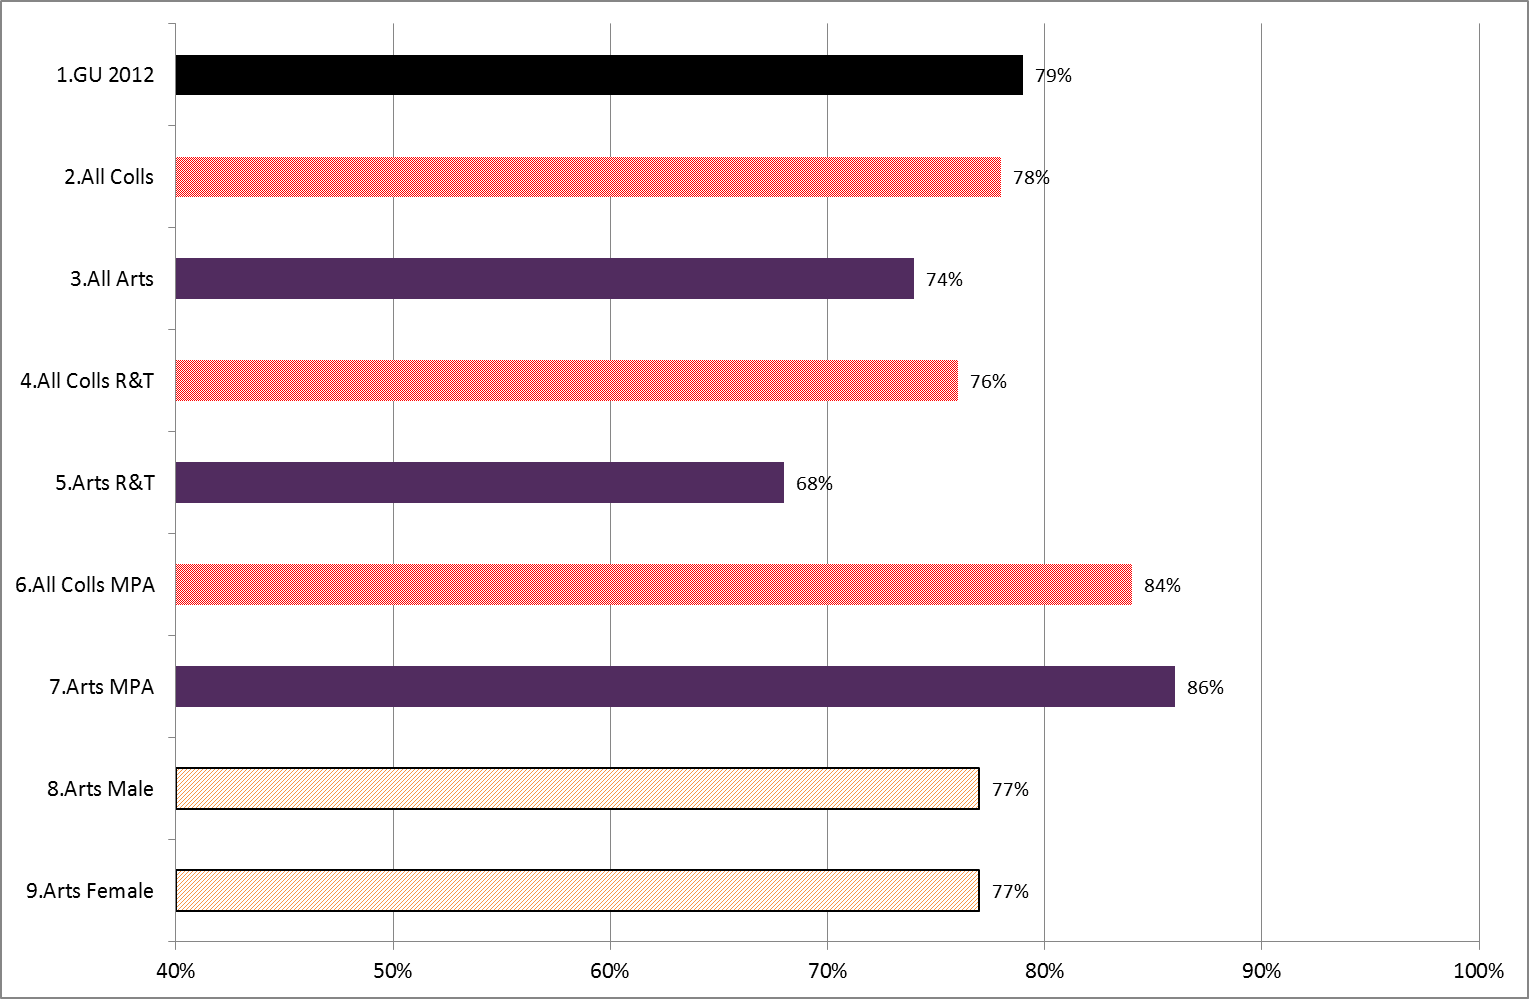 1.GU 2012 79%
2.All Colls 78%
3.All Arts 74%
4.All Colls R&T 76%
5.Arts R&T 68%
6.All Colls MPA 84%
7.Arts MPA 86%
8.Arts Male 77%
9.Arts Female 77%
40% 50% 60% 70% 80% 90% 100%